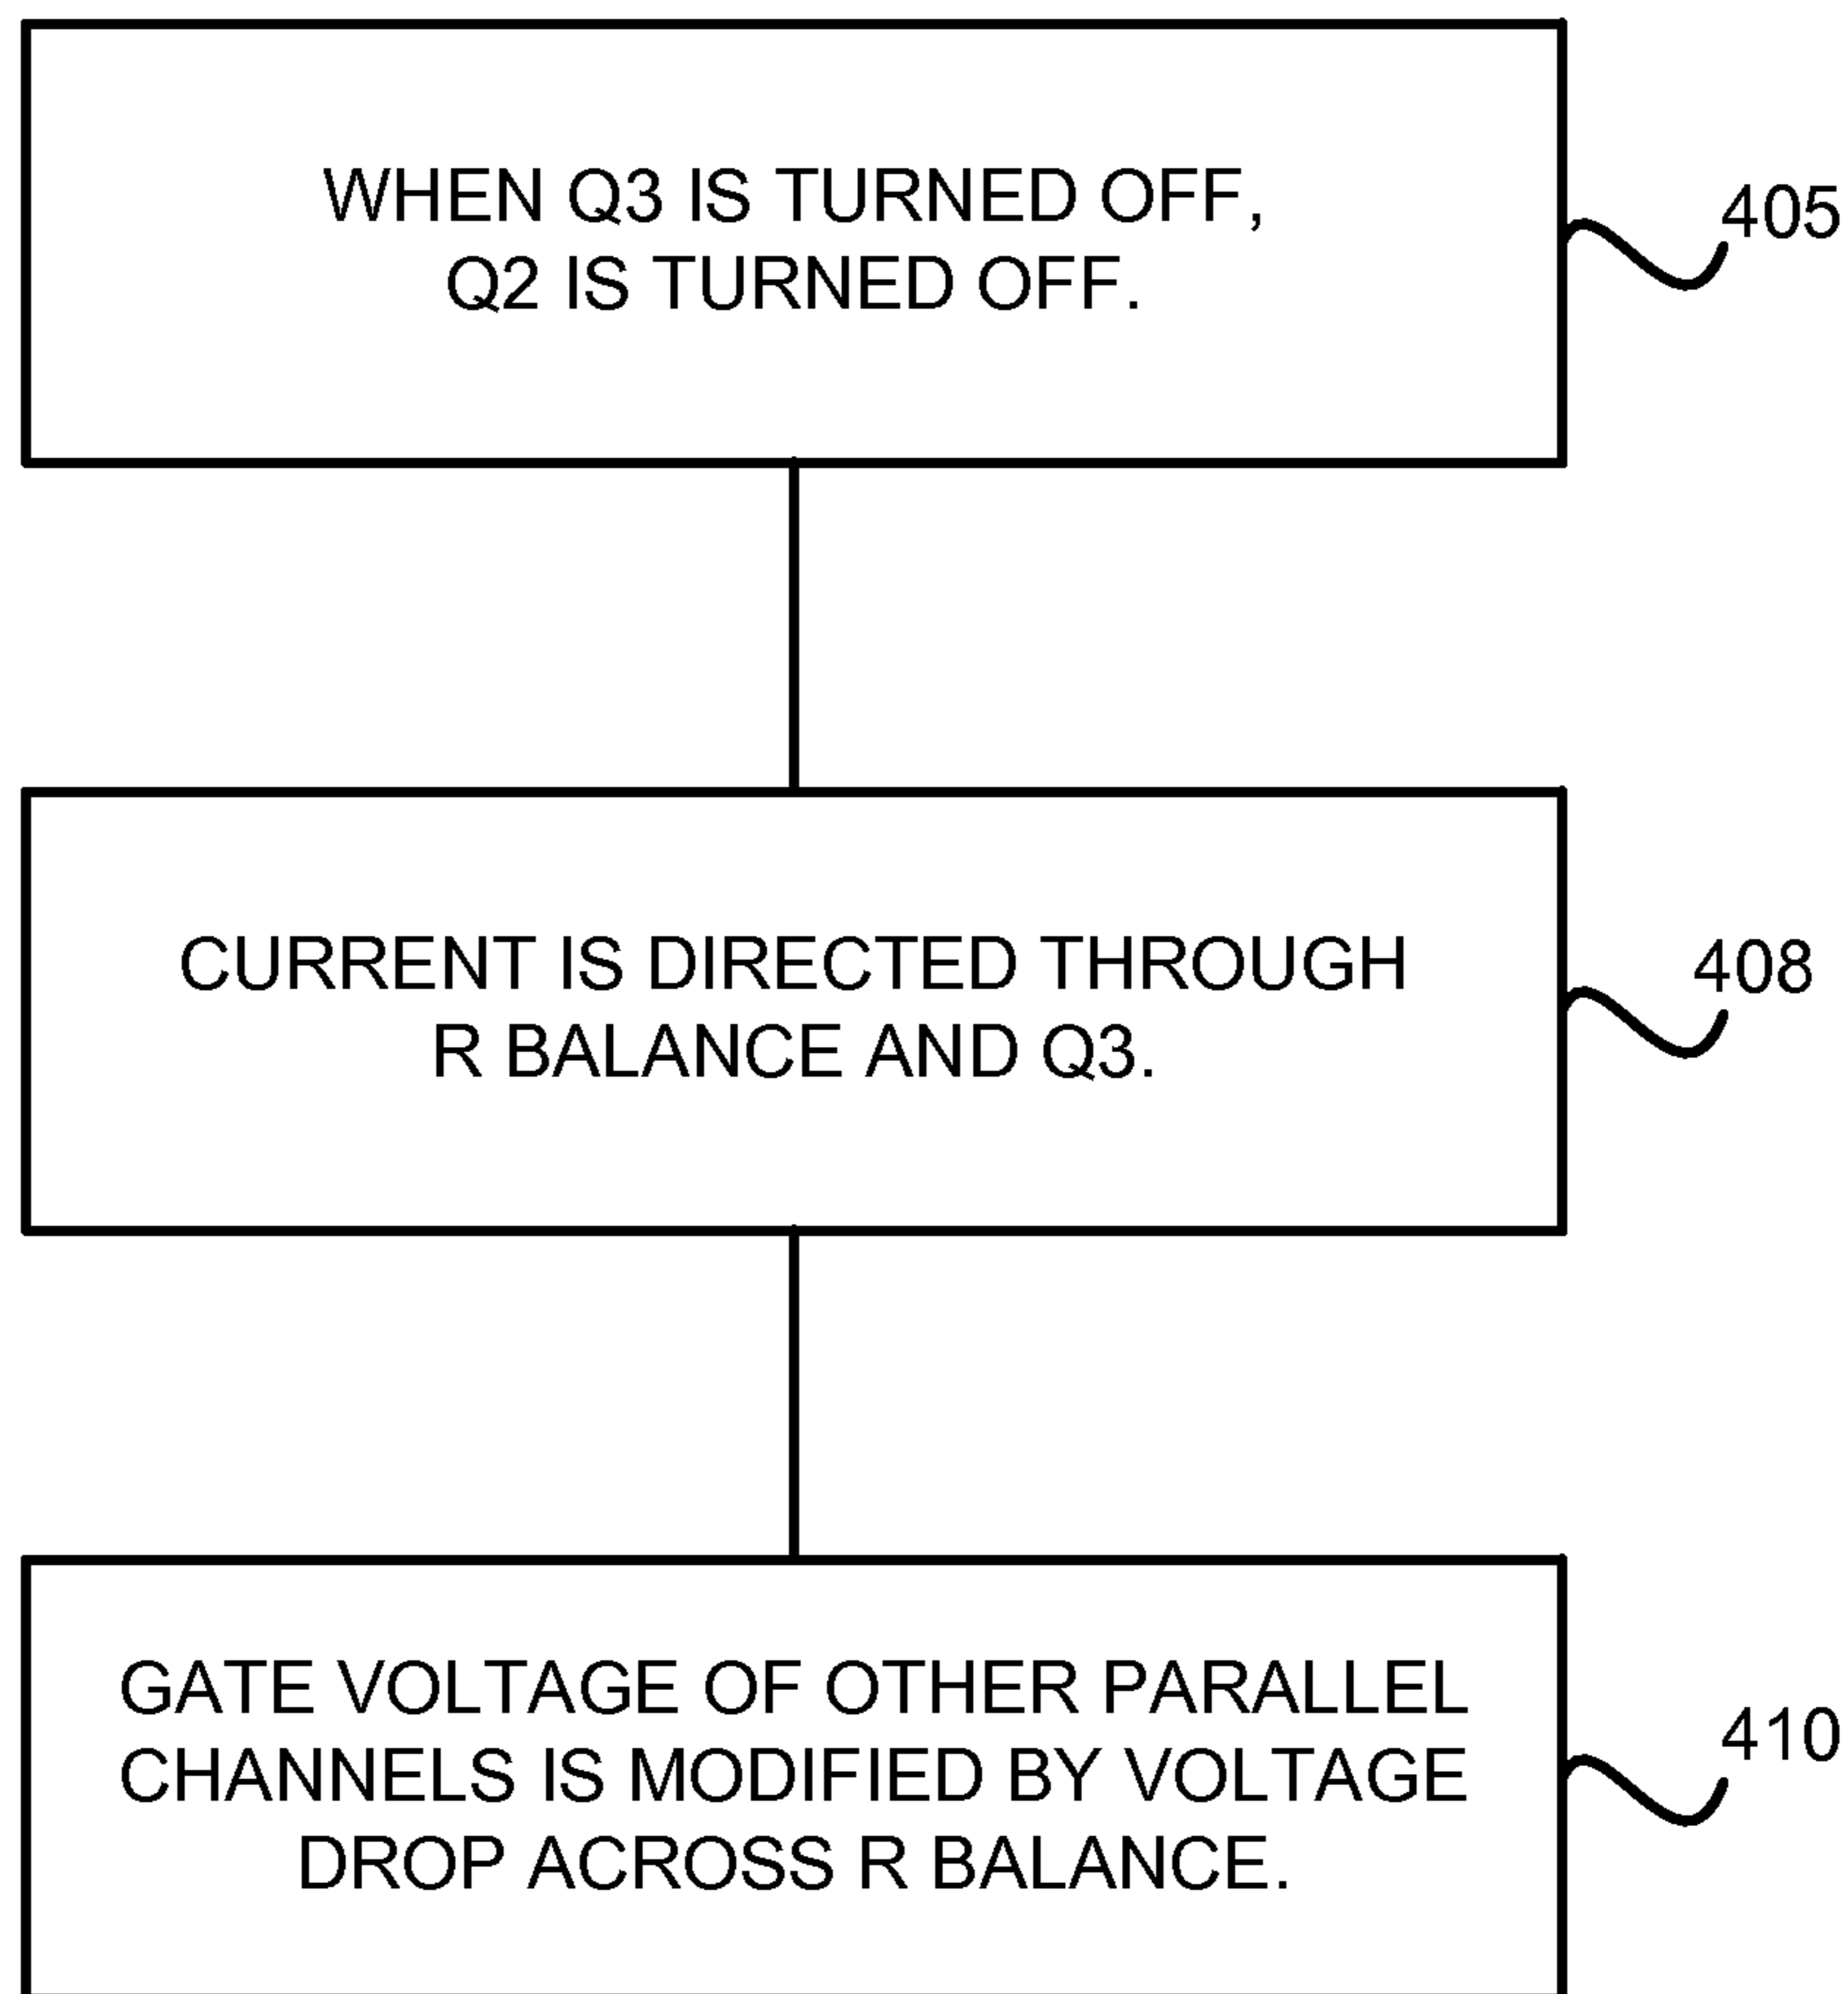 WHEN Q3 IS TURNED OFF,
Q2 IS TURNED OFF.
405
CURRENT IS DIRECTED THROUGH
R BALANCE AND Q3.
408
GATE VOLTAGE OF OTHER PARALLEL
CHANNELS IS MODIFIED BY VOLTAGE
DROP ACROSS R BALANCE.
410